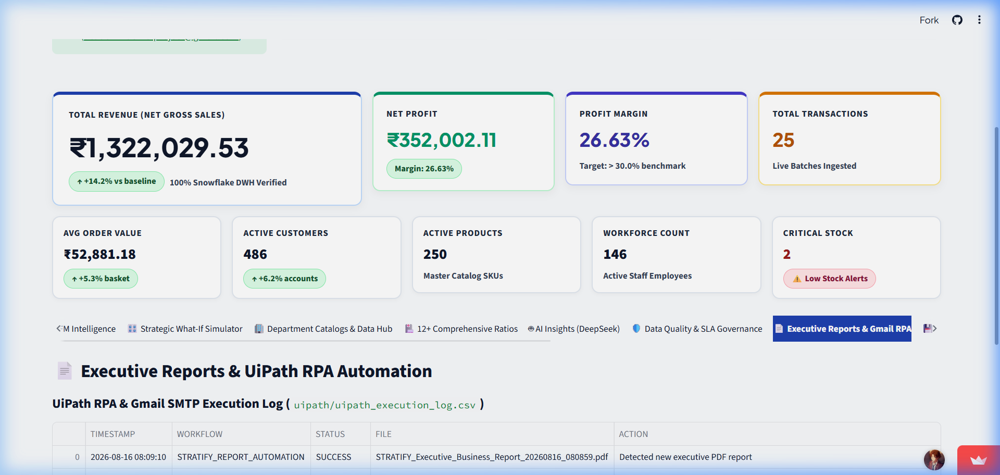 Fork
TOTAL REVENUE (NET GROSS SALES)
₹1,322,029.53
↑ +14.2% vs baseline
100% Snowflake DWH Verified
NET PROFIT
₹352,002.11
Margin: 26.63%
PROFIT MARGIN
26.63%
Target: > 30.0% benchmark
TOTAL TRANSACTIONS
25
Live Batches Ingested
AVG ORDER VALUE
₹52,881.18
↑ +5.3% basket
ACTIVE CUSTOMERS
486
↑ +6.2% accounts
ACTIVE PRODUCTS
250
Master Catalog SKUs
WORKFORCE COUNT
146
Active Staff Employees
CRITICAL STOCK
2
⚠️ Low Stock Alerts
M Intelligence
Strategic What-If Simulator
Department Catalogs & Data Hub
12+ Comprehensive Ratios
AI Insights (DeepSeek)
Data Quality & SLA Governance
Executive Reports & Gmail RPA
Executive Reports & UiPath RPA Automation
UiPath RPA & Gmail SMTP Execution Log ( uipath/uipath_execution_log.csv )
TIMESTAMP WORKFLOW STATUS FILE ACTION
0 2026-08-16 08:09:10 STRATIFY_REPORT_AUTOMATION SUCCESS STRATIFY_Executive_Business_Report_20260816_080859.pdf Detected new executive PDF report